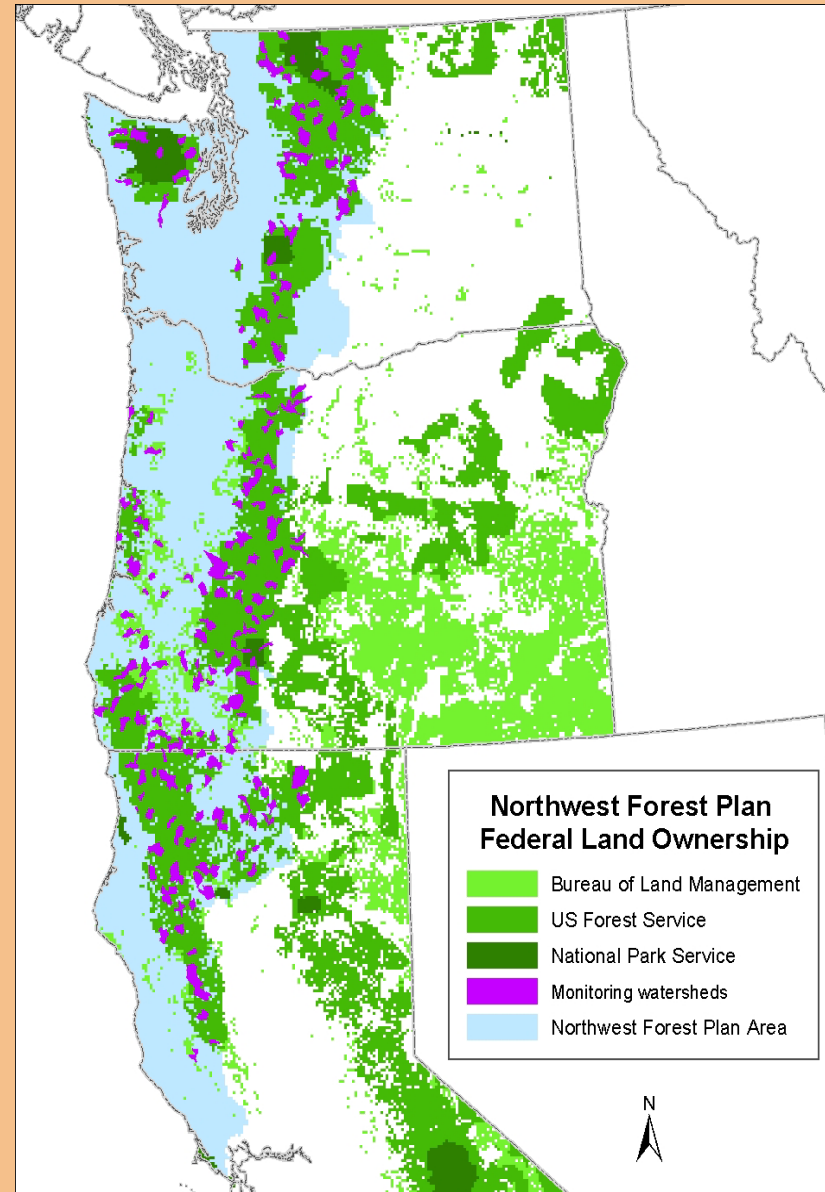 Northwest Forest Plan
Federal Land Ownership
Bureau of Land Management
US Forest Service
National Park Service
Monitoring watersheds
Northwest Forest Plan Area
N